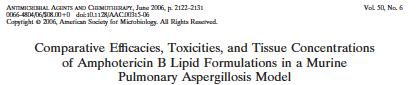 ANTIMICROBIAL AGENTS AND CHEMOTHERAPY, June 2006, p. 2122–2131
Vol. 50, No. 6
0066-4804/06/$08.00+0 doi:10.1128/AAC.00315-06
Copyright © 2006, American Society for Microbiology. All Rights Reserved.
Comparative Efficacies, Toxicities, and Tissue Concentrations
of Amphotericin B Lipid Formulations in a Murine
Pulmonary Aspergillosis Model